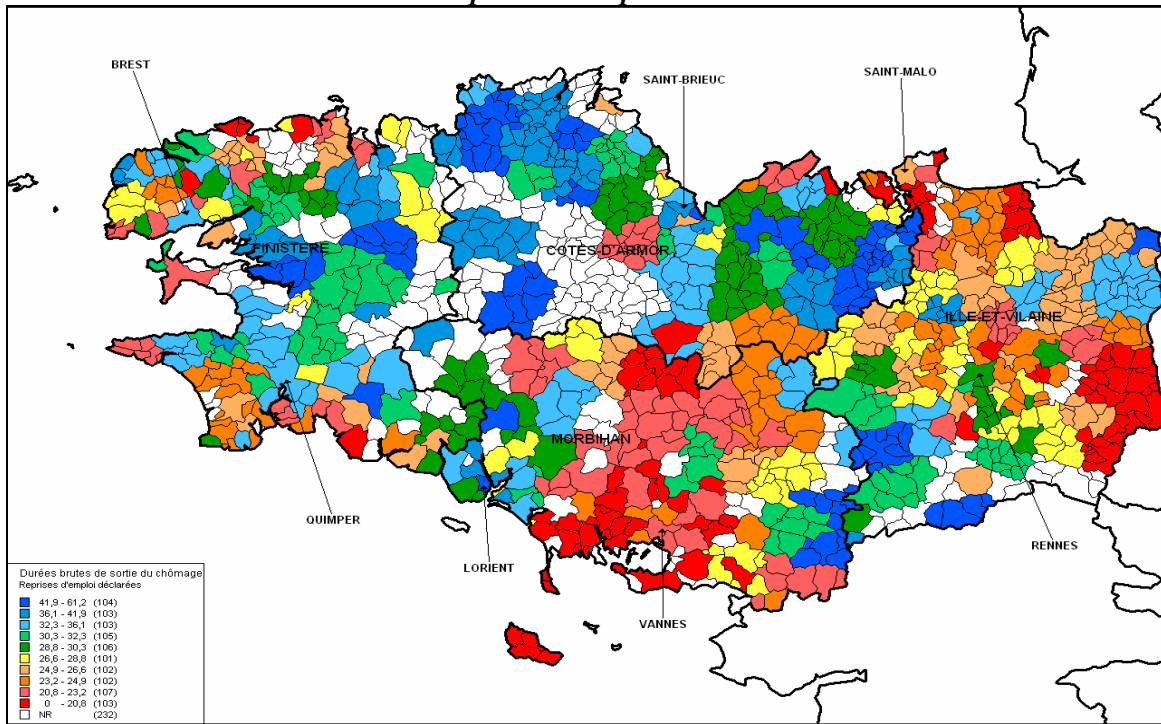 BREST
SAINT-BRIEUC
SAINT-MALO
FINISTERE
COTES-D'ARMOR
ILLE-ET-VILAINE
MORBIHAN
QUIMPER
LORIENT
VANNES
RENNES
Durées brutes de sortie du chômage
Reprises d'emploi déclarées
41,9 - 61,2 (104)
36,1 - 41,9 (103)
32,3 - 36,1 (103)
30,3 - 32,3 (105)
28,8 - 30,3 (106)
26,6 - 28,8 (101)
24,9 - 26,6 (102)
23,2 - 24,9 (102)
20,8 - 23,2 (107)
0 - 20,8 (103)
NR (232)